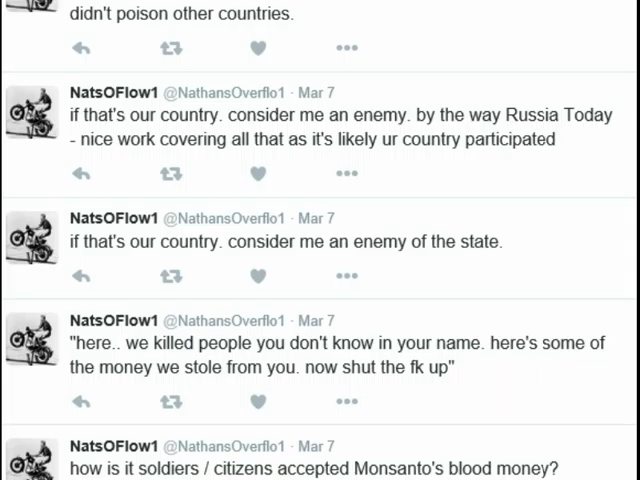 didn't poison other countries.
NatsOFlow1 @NathansOverflo1 · Mar 7
if that's our country. consider me an enemy. by the way Russia Today
- nice work covering all that as it's likely ur country participated
NatsOFlow1 @NathansOverflo1 · Mar 7
if that's our country. consider me an enemy of the state.
NatsOFlow1 @NathansOverflo1 · Mar 7
"here.. we killed people you don't know in your name. here's some of
the money we stole from you. now shut the fk up"
NatsOFlow1 @NathansOverflo1 · Mar 7
how is it soldiers / citizens accepted Monsanto's blood money?